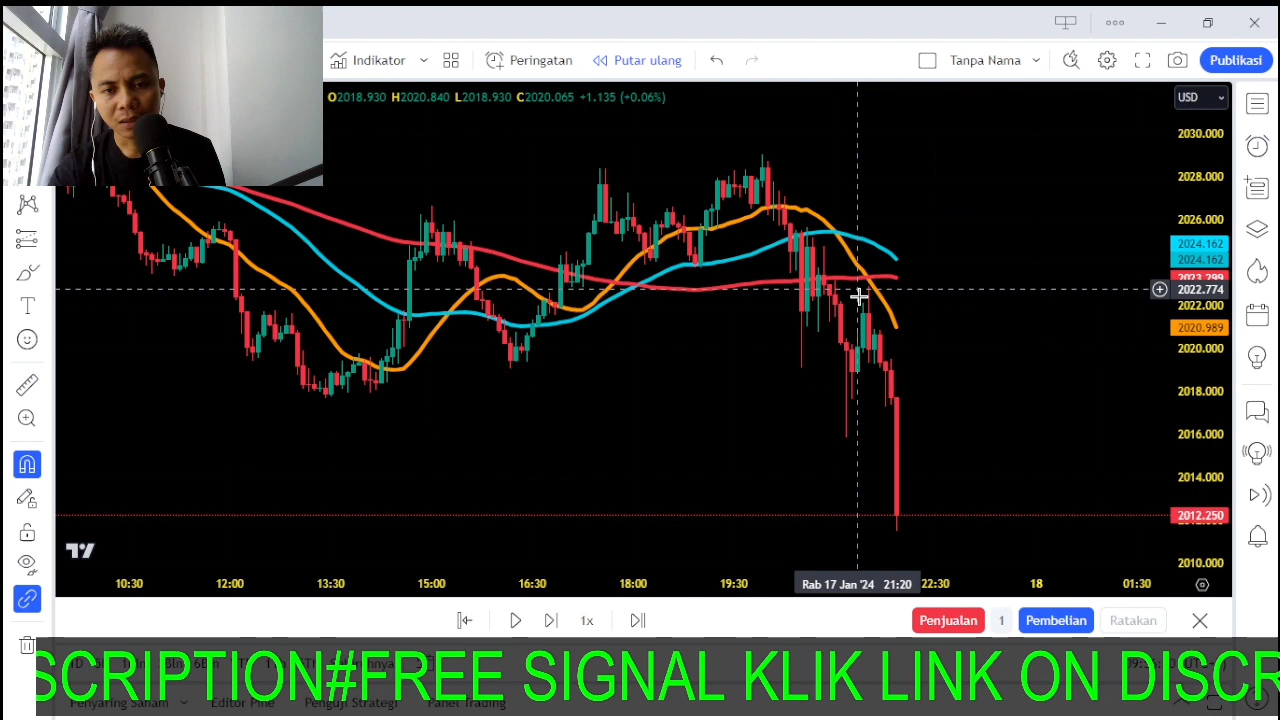 Indikator
Peringatan
Putar ulang
Tanpa Nama
Publikasi
O2018.930 H2020.840 L2018.930 C2020.065 +1.135 (+0.06%)
USD
2030.000
2028.000
2026.000
2024.162
2024.162
2023.299
2022.774
2022.000
2020.989
2020.000
2018.000
2016.000
2014.000
2012.250
2010.000
10:30 12:00 13:30 15:00 16:30 18:00 19:30 Rab 17 Jan '24 21:20 22:30 18 01:30
1x
Penjualan 1 Pembelian Ratakan
SCRIPTION#FREE SIGNAL KLIK LINK ON DISCR
Penyaring Saham Editor Pine Penguji Strategi Panel Trading